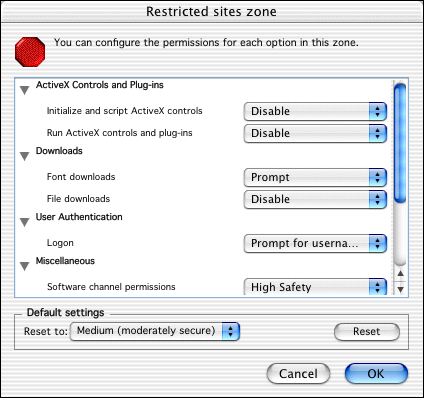 Restricted sites zone
You can configure the permissions for each option in this zone.
ActiveX Controls and Plug-ins
Initialize and script ActiveX controls Disable
Run ActiveX controls and plug-ins Disable
Downloads
Font downloads Prompt
File downloads Disable
User Authentication
Logon Prompt for userna...
Miscellaneous
Software channel permissions High Safety
Default settings
Reset to: Medium (moderately secure) Reset
Cancel OK